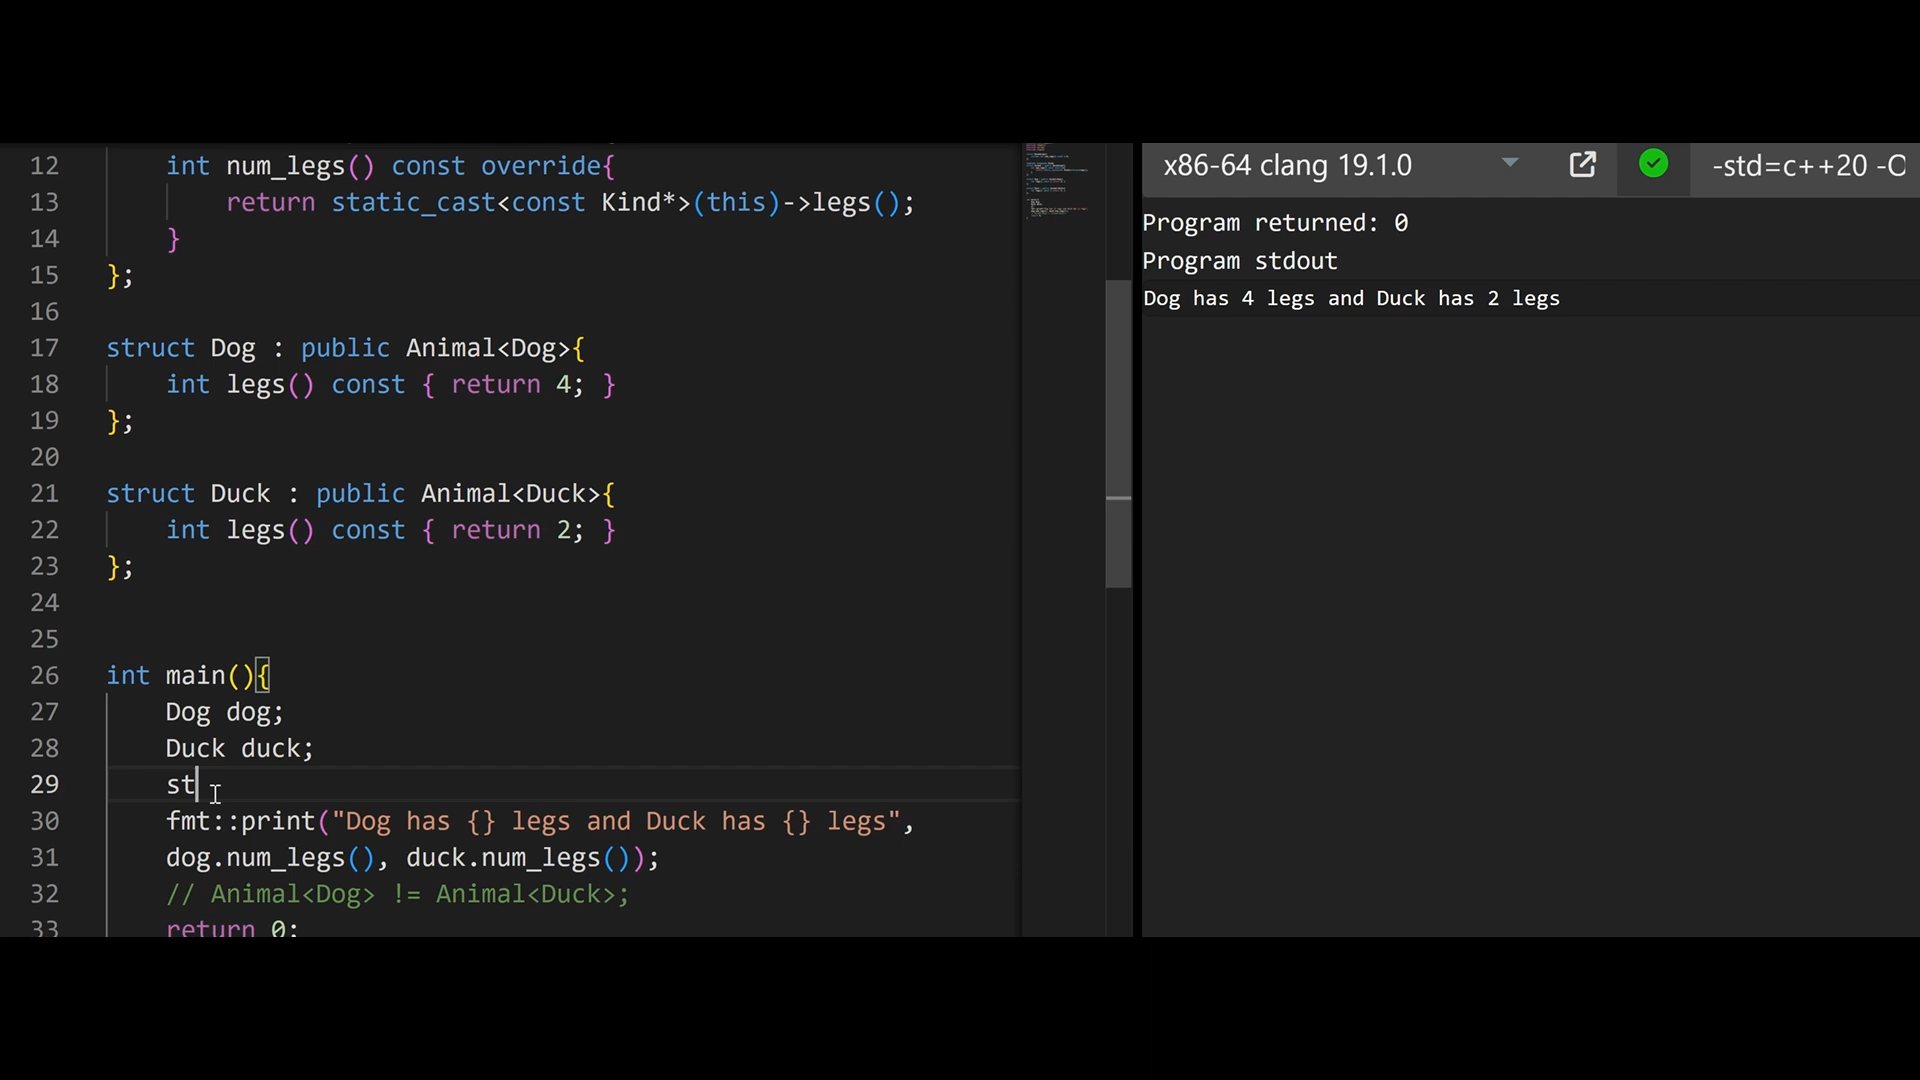 12 int num_legs() const override{
13 return static_cast<const Kind*>(this)->legs();
14 }
15 };
16
17 struct Dog : public Animal<Dog>{
18 int legs() const { return 4; }
19 };
20
21 struct Duck : public Animal<Duck>{
22 int legs() const { return 2; }
23 };
24
25
26 int main(){
27 Dog dog;
28 Duck duck;
29 st
30 fmt::print("Dog has {} legs and Duck has {} legs",
31 dog.num_legs(), duck.num_legs());
32 // Animal<Dog> != Animal<Duck>;
33 return 0;
x86-64 clang 19.1.0
-std=c++20 -O
Program returned: 0
Program stdout
Dog has 4 legs and Duck has 2 legs